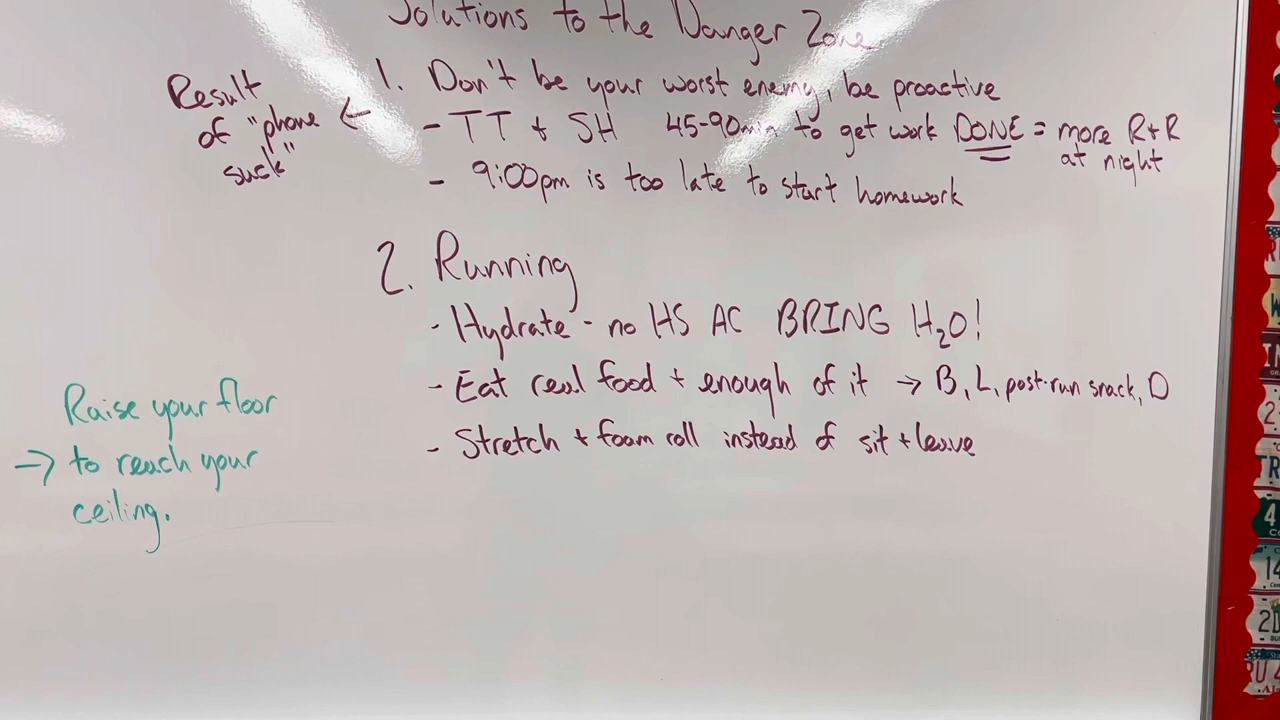 Solutions to the Danger Zone
1. Don't be your worst enemy, be proactive
Result
of "phone
suck"
←
- TT + SH 45-90min to get work DONE = more R+R
at night
- 9:00pm is too late to start homework
2. Running
- Hydrate - no HS AC BRING H₂O!
- Eat real food + enough of it → B, L, post-run snack, D
- Stretch + foam roll instead of sit + leave
Raise your floor
→ to reach your
ceiling.